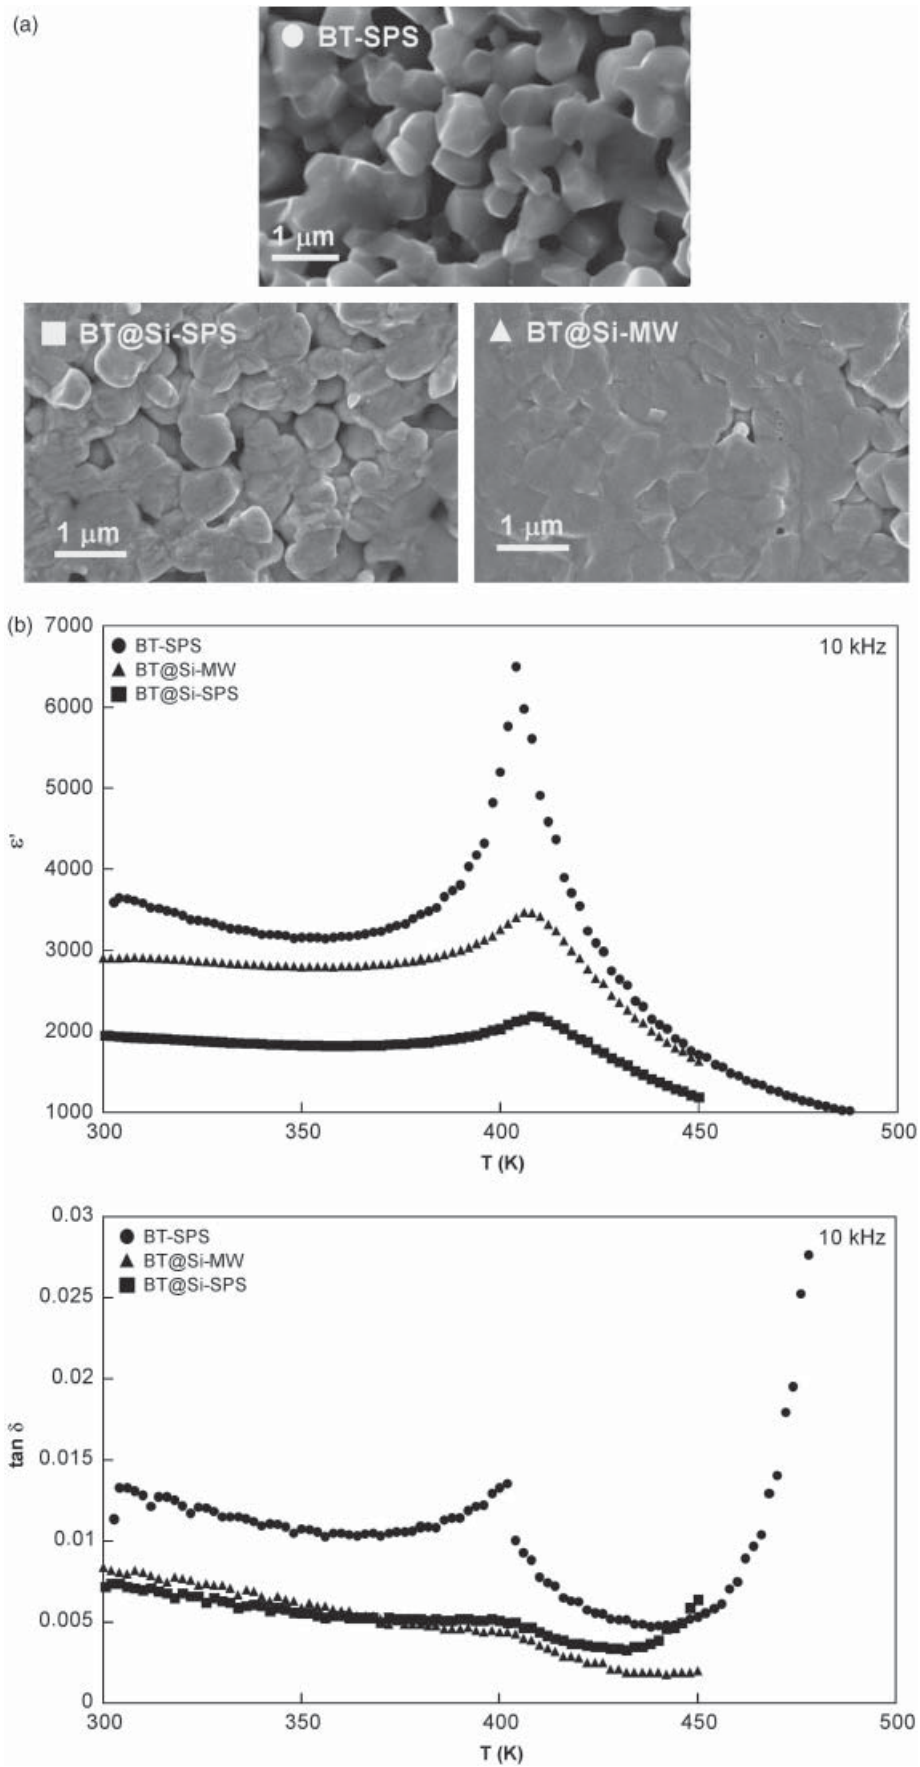 (a)
● BT-SPS
1 μm
■ BT@Si-SPS
1 μm
▲ BT@Si-MW
1 μm
(b)
7000
6000
5000
4000
3000
2000
1000
ε'
● BT-SPS
▲ BT@Si-MW
■ BT@Si-SPS
10 kHz
300
350
400
450
500
T (K)
0.03
0.025
0.02
0.015
0.01
0.005
0
tan δ
● BT-SPS
▲ BT@Si-MW
■ BT@Si-SPS
10 kHz
300
350
400
450
500
T (K)